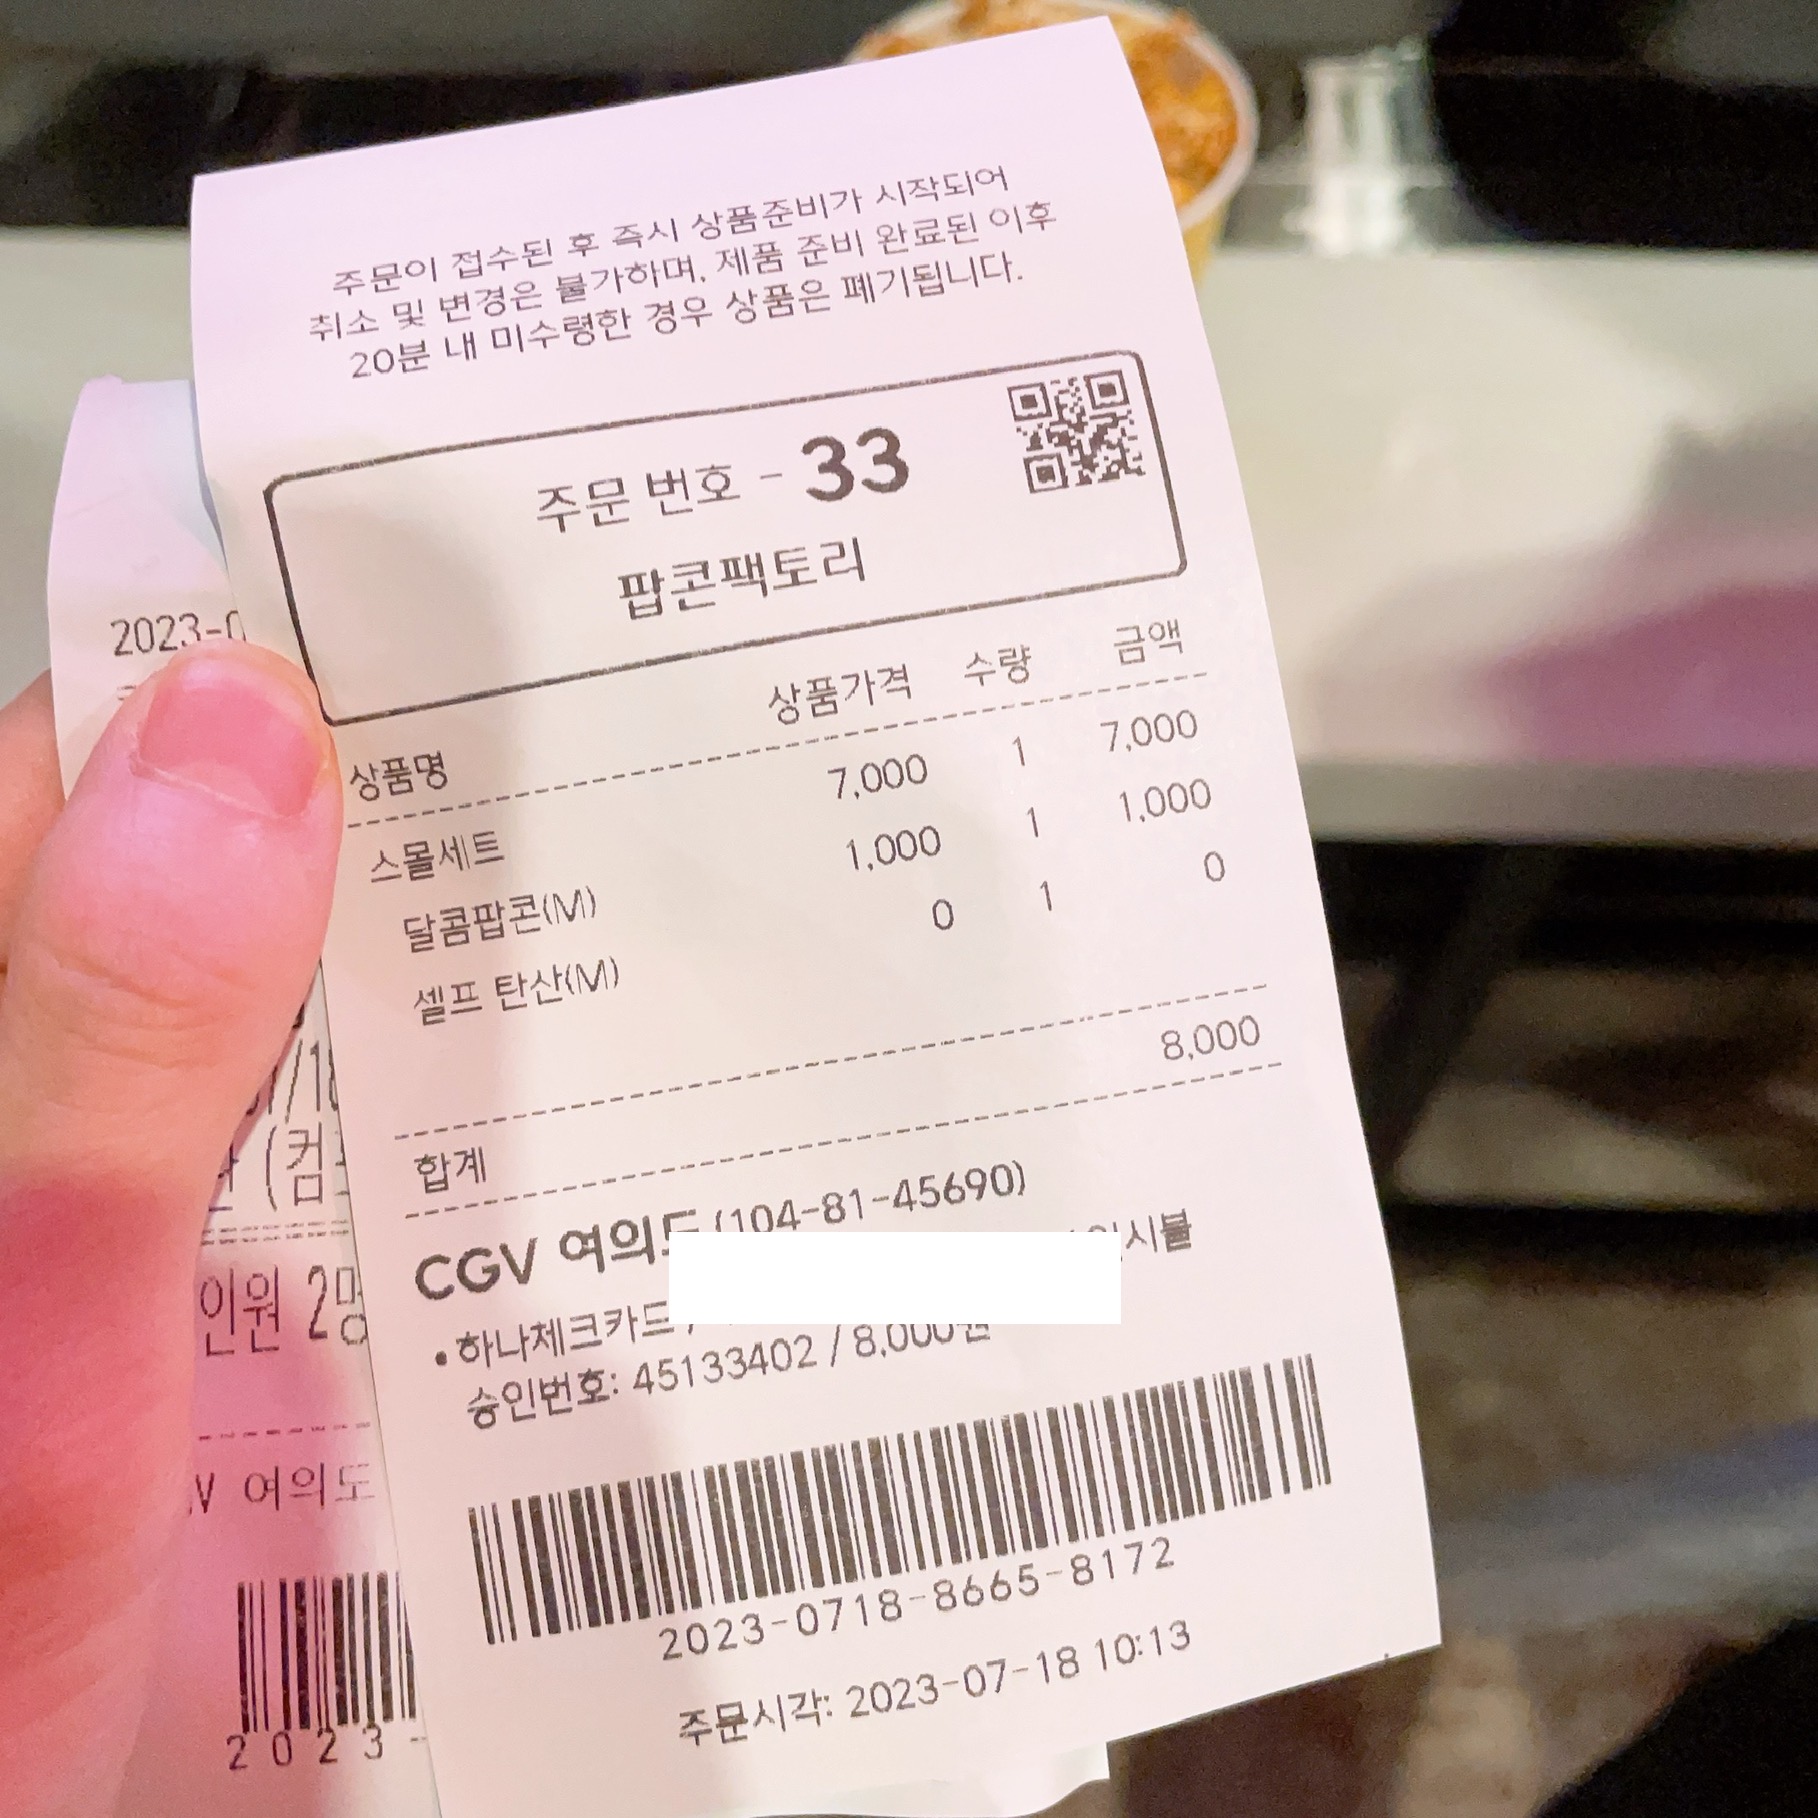 주문이 접수된 후 즉시 상품준비가 시작되어
취소 및 변경은 불가하며, 제품 준비 완료된 이후
20분 내 미수령한 경우 상품은 폐기됩니다.
주문 번호 - 33
팝콘팩토리
상품명 상품가격 수량 금액
스몰세트 7,000 1 7,000
달콤팝콘(M) 1,000 1 1,000
셀프 탄산(M) 0 1 0
합계 8,000
CGV 여의도 (104-81-45690)
• 하나체크카드 / 일시불
승인번호: 45133402 / 8,000원
2023-0718-8665-8172
주문시각: 2023-07-18 10:13
2023-0
(컴
인원 2명
V 여의도
2023-